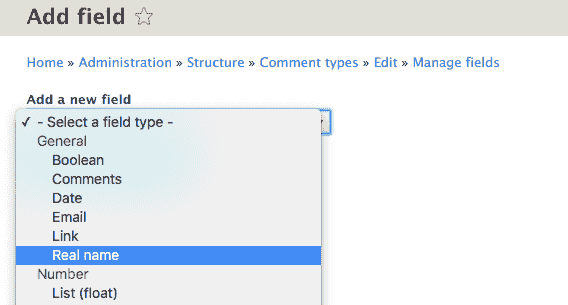 Add field
Home » Administration » Structure » Comment types » Edit » Manage fields
Add a new field
✓ - Select a field type -
General
Boolean
Comments
Date
Email
Link
Real name
Number
List (float)